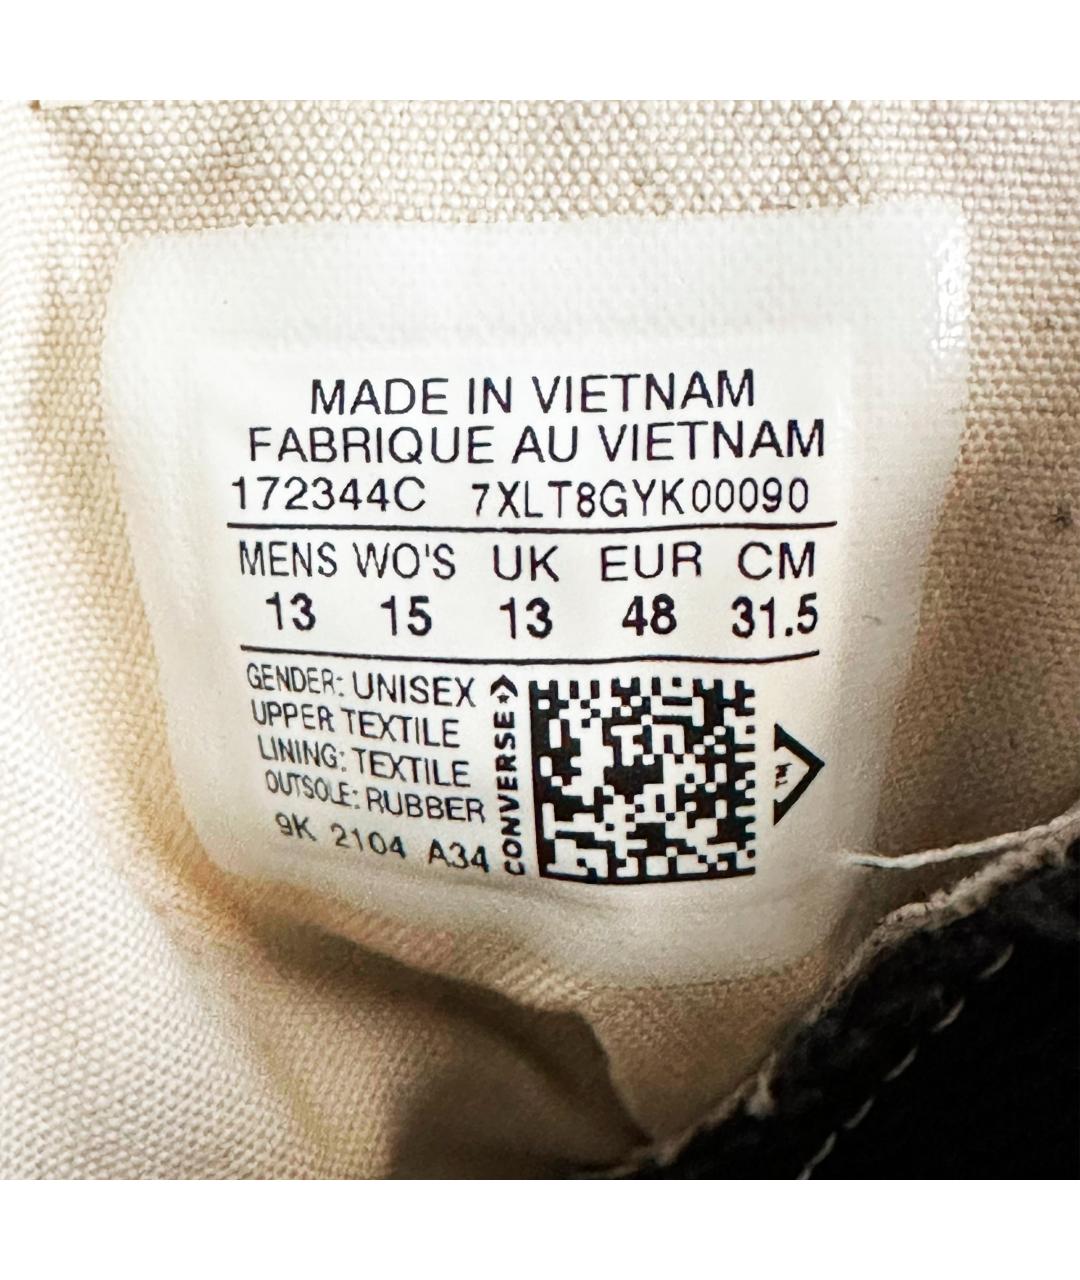 MADE IN VIETNAM
FABRIQUE AU VIETNAM
172344C 7XLT8GYK00090
MENS WO'S UK EUR CM
13 15 13 48 31.5
GENDER: UNISEX
UPPER TEXTILE
LINING: TEXTILE
OUTSOLE: RUBBER
9K 2104 A34
CONVERSE
TM